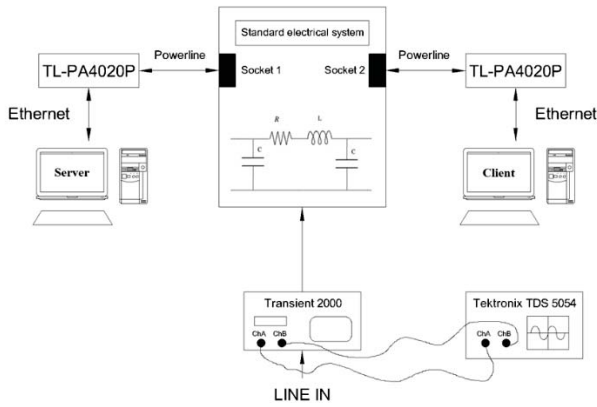 Standard electrical system
Powerline
Powerline
TL-PA4020P
Socket 1
Socket 2
TL-PA4020P
Ethernet
Ethernet
R
L
C
C
Server
Client
Transient 2000
ChA ChB
Tektronix TDS 5054
ChA ChB
LINE IN